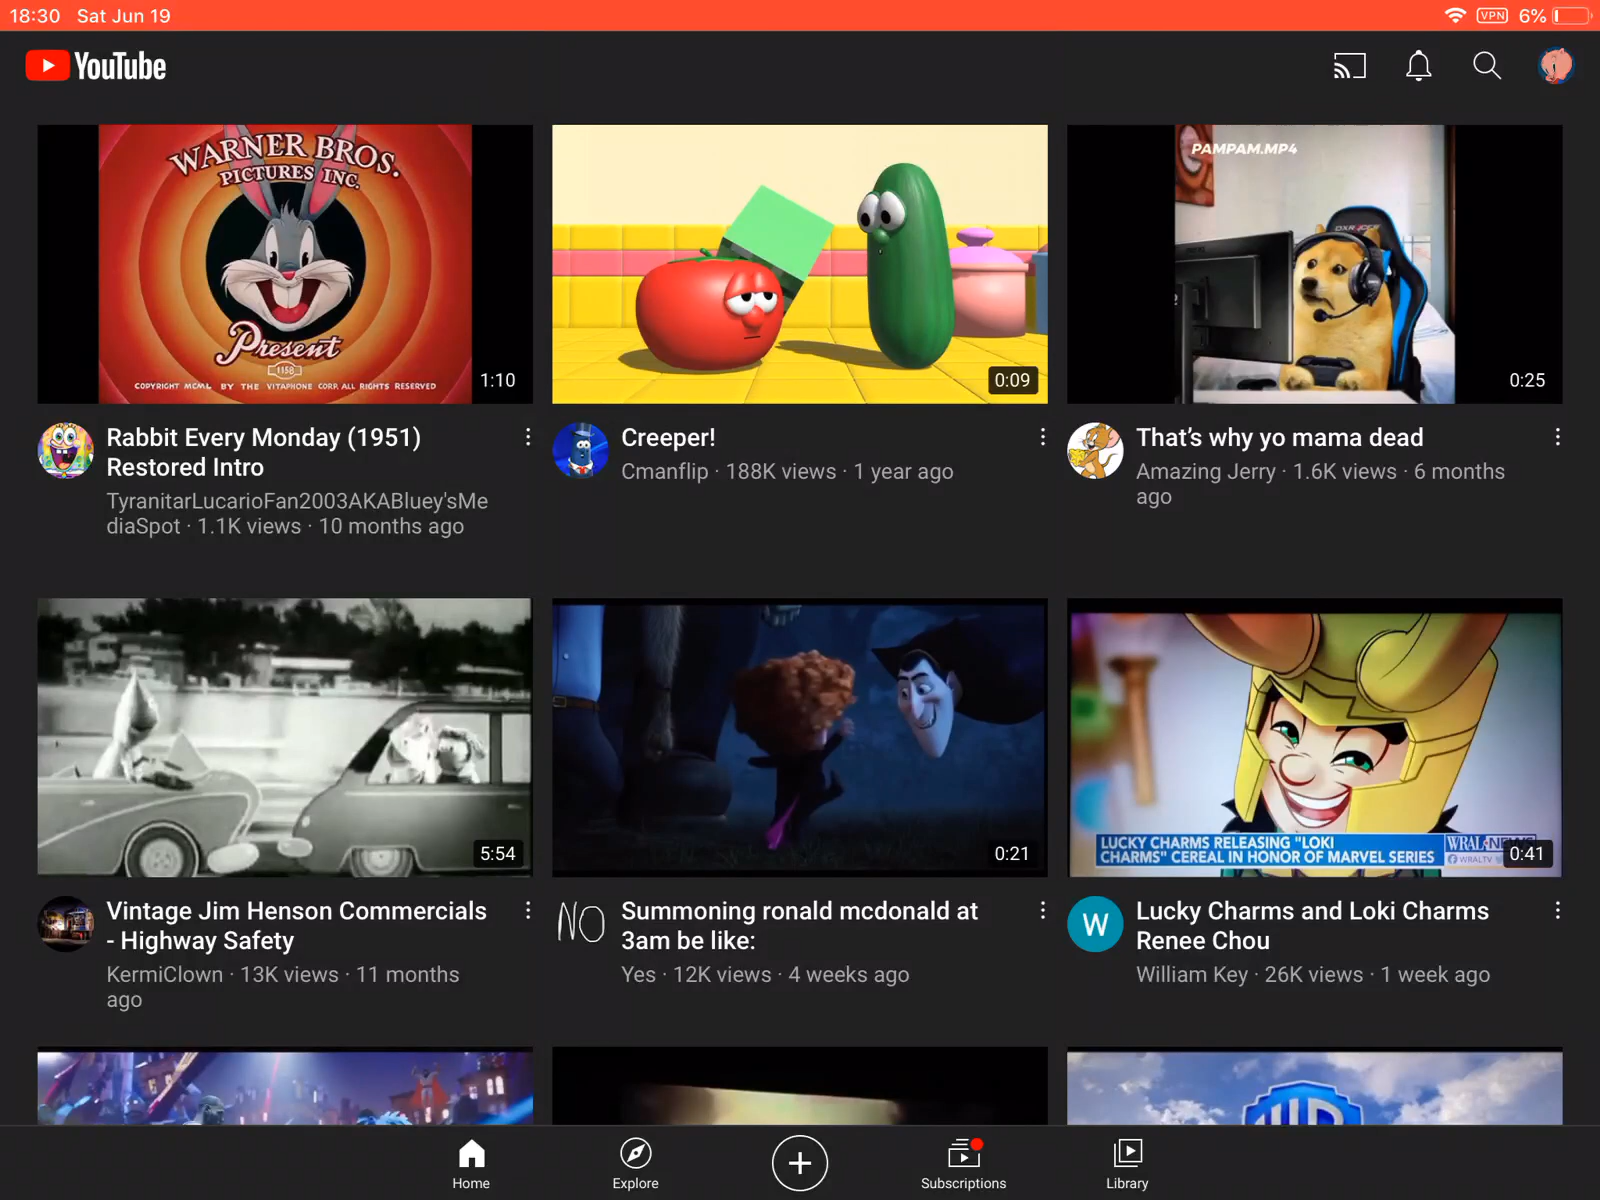 18:30 Sat Jun 19
VPN 6%
YouTube
WARNER BROS.
PICTURES INC.
Present
1158
COPYRIGHT MCML BY THE VITAPHONE CORP. ALL RIGHTS RESERVED
1:10
0:09
PAMPAM.MP4
0:25
Rabbit Every Monday (1951)
Restored Intro
TyranitarLucarioFan2003AKABluey'sMe
diaSpot · 1.1K views · 10 months ago
Creeper!
Cmanflip · 188K views · 1 year ago
That’s why yo mama dead
Amazing Jerry · 1.6K views · 6 months
ago
5:54
0:21
LUCKY CHARMS RELEASING "LOKI
CHARMS" CEREAL IN HONOR OF MARVEL SERIES
WRAL
WRALTV
0:41
Vintage Jim Henson Commercials
- Highway Safety
KermiClown · 13K views · 11 months
ago
NO
Summoning ronald mcdonald at
3am be like:
Yes · 12K views · 4 weeks ago
W
Lucky Charms and Loki Charms
Renee Chou
William Key · 26K views · 1 week ago
Home
Explore
Subscriptions
Library